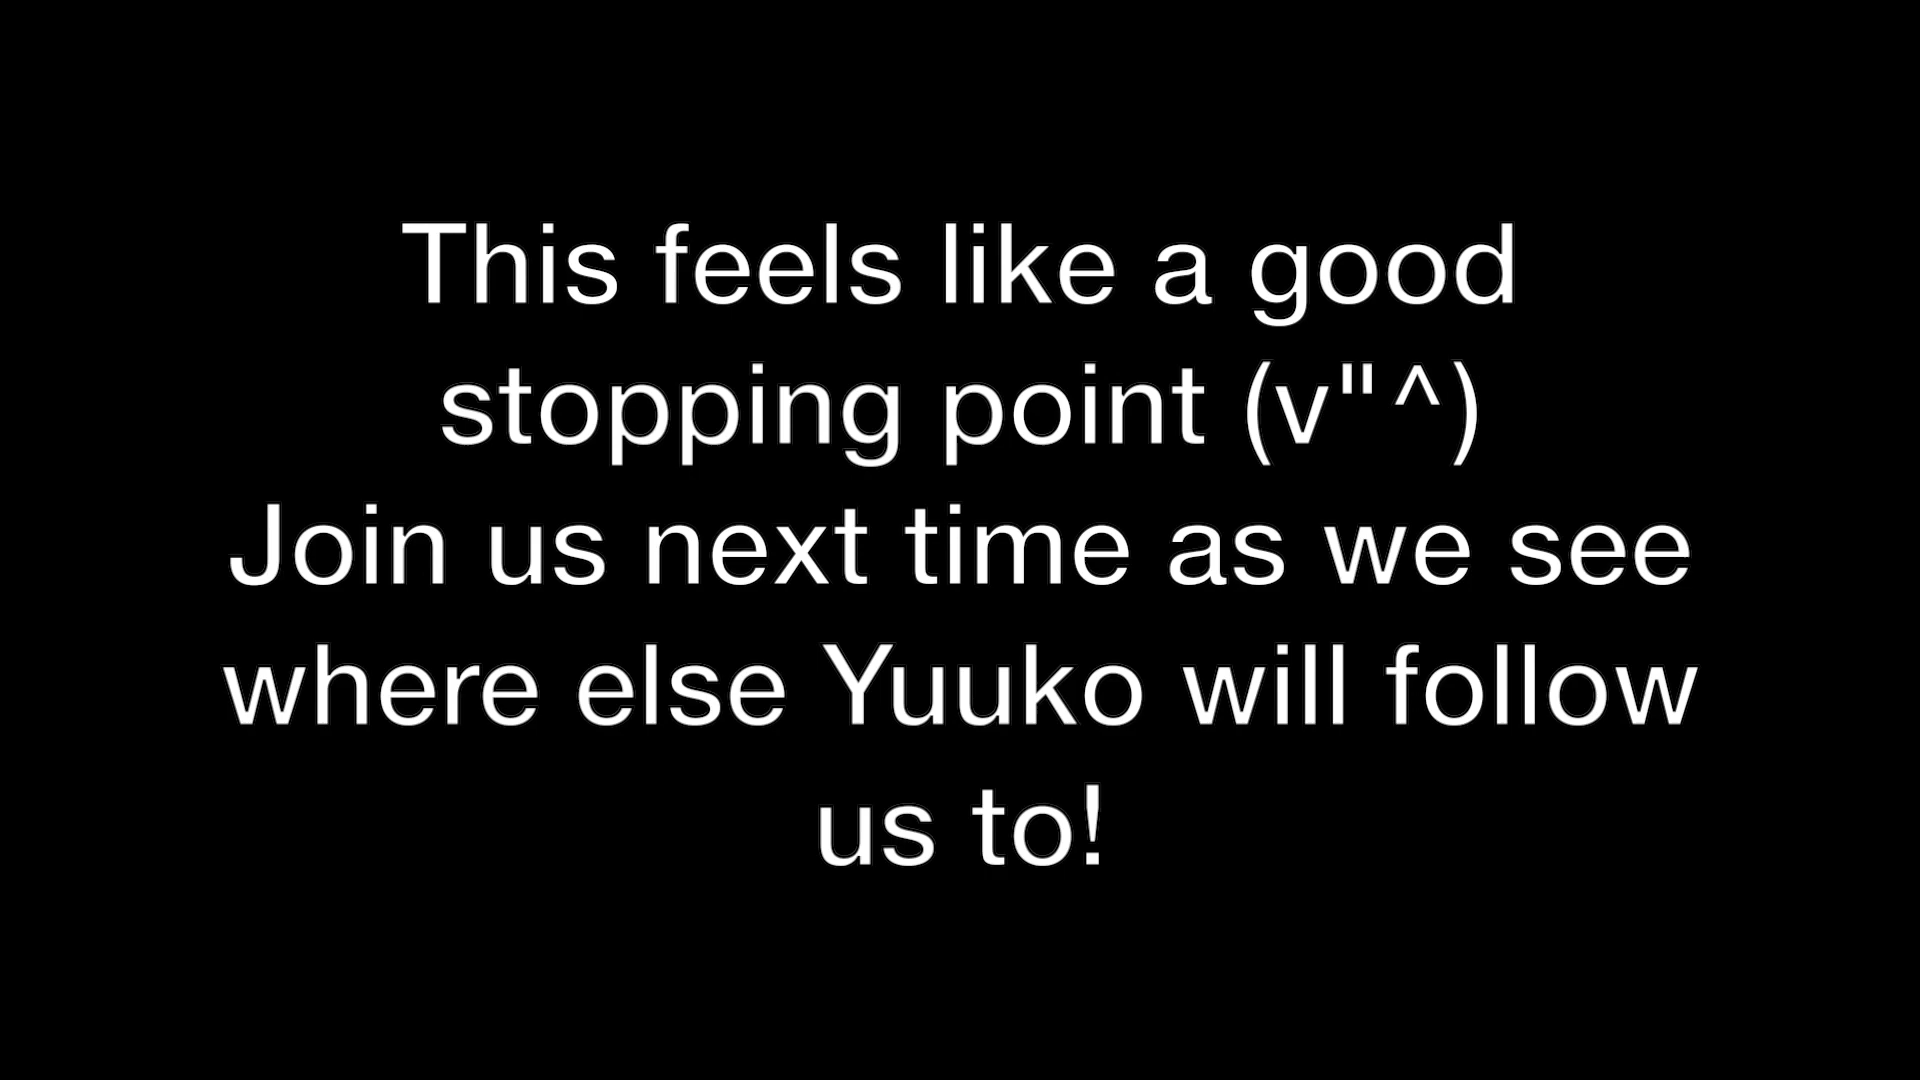 This feels like a good
stopping point (v"^)
Join us next time as we see
where else Yuuko will follow
us to!